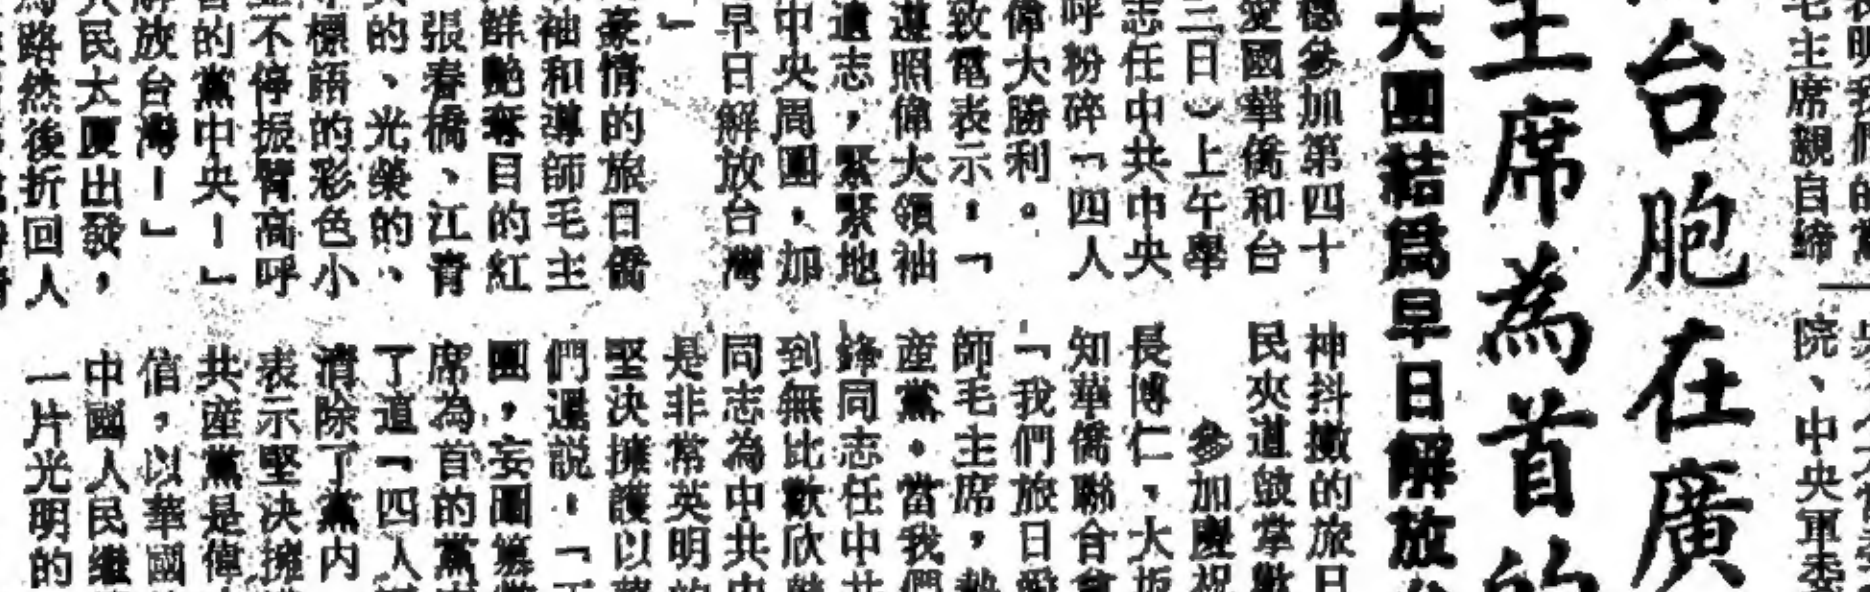 表明我們的黨
毛主席親自締
院、中央軍委
台胞在廣
主席為首的
大團結爲早日解放
參加第四十
愛國華僑和台
三日）上午舉
志任中共中央
呼粉碎「四人
偉大勝利。
致電表示：「
遵照偉大領袖
遺志，緊緊地
中央周圍，加
早日解放台灣
」
豪情的旅日僑
袖和導師毛主
鮮艷奪目的紅
張春橋、江青
的、光榮的、
標語的彩色小
不停振臂高呼
的黨中央！」
解放台灣！」
人民大廈出發，
路然後折回人
神抖擻的旅日
民夾道鼓掌歡
參加慶祝
長博仁，大坂
知華僑聯合會
「我們旅日愛
師毛主席，熱
產黨。當我們
鋒同志任中共
到無比歡欣
同志為中共中
是非常英明的
堅決擁護以華
們還説：「
團，妄圖篡
席為首的黨
了這「四人
清除了黨内
表示堅決擁
共產黨是偉
信，以華國
中國人民繼
一片光明的